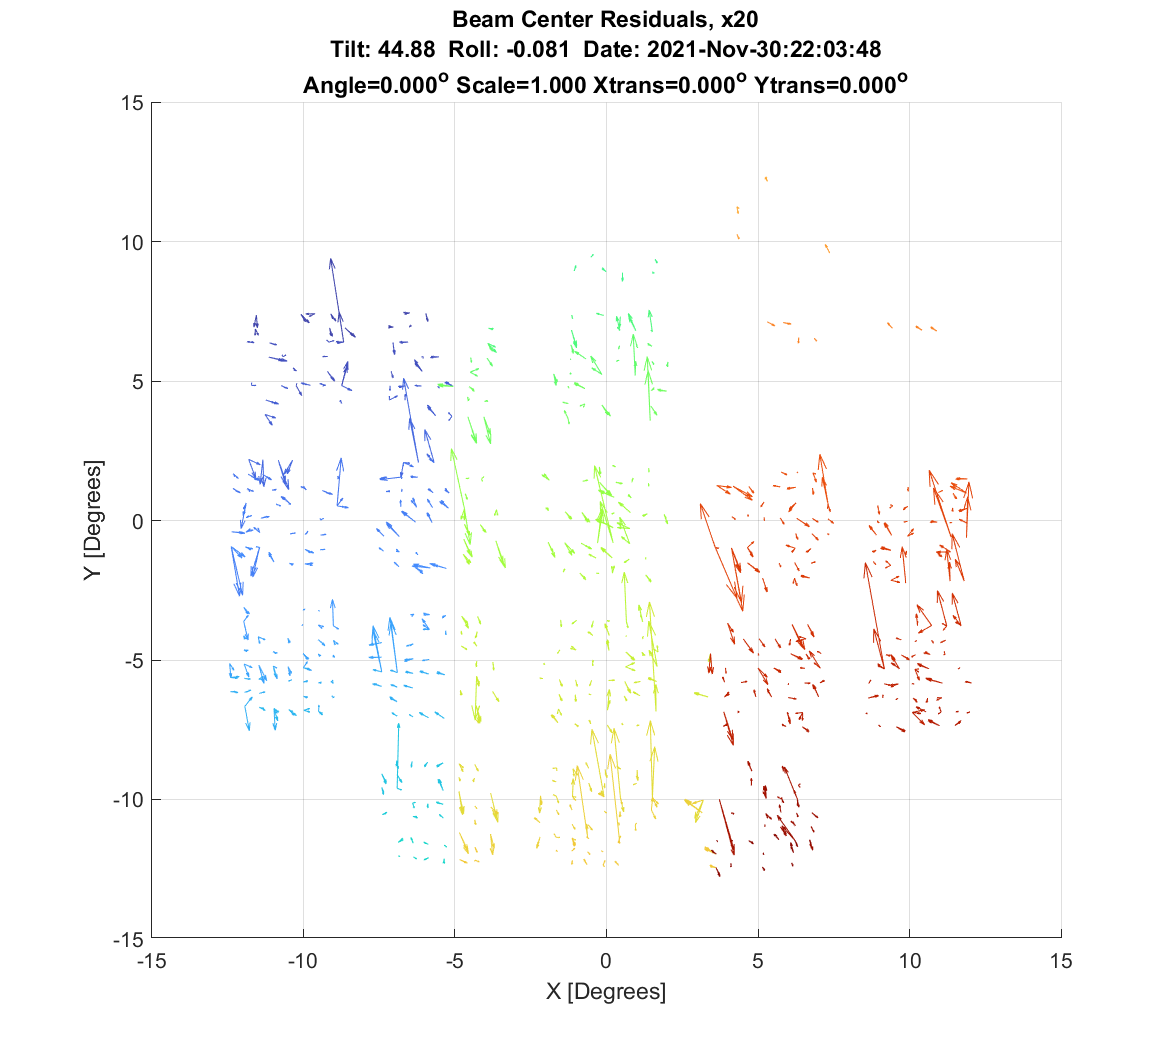 Beam Center Residuals, x20
Tilt: 44.88 Roll: -0.081 Date: 2021-Nov-30:22:03:48
Angle=0.000° Scale=1.000 Xtrans=0.000° Ytrans=0.000°
15
10
5
0
-5
-10
-15
Y [Degrees]
-15 -10 -5 0 5 10 15
X [Degrees]